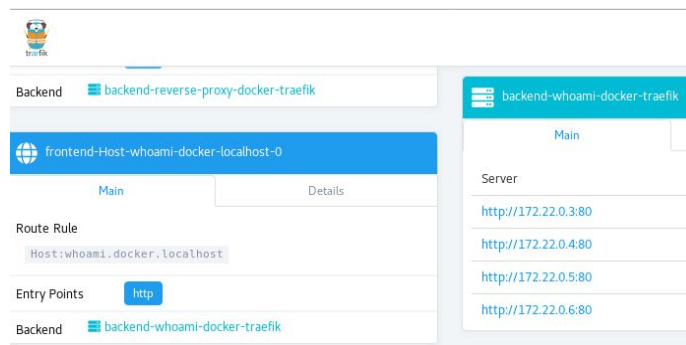 træfik
Backend backend-reverse-proxy-docker-traefik
frontend-Host-whoami-docker-localhost-0
Main Details
Route Rule
Host:whoami.docker.localhost
Entry Points http
Backend backend-whoami-docker-traefik
backend-whoami-docker-traefik
Main
Server
http://172.22.0.3:80
http://172.22.0.4:80
http://172.22.0.5:80
http://172.22.0.6:80